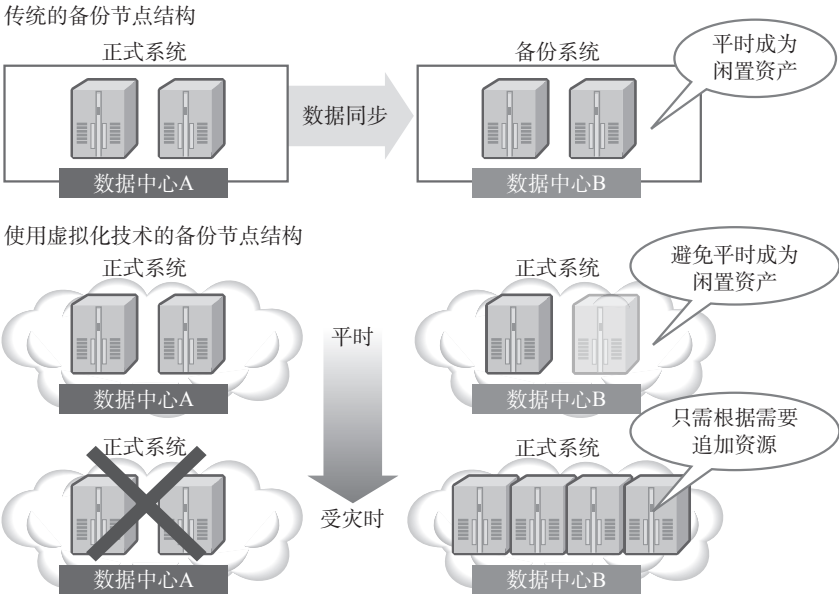 传统的备份节点结构
正式系统
备份系统
平时成为
闲置资产
数据同步
数据中心A
数据中心B
使用虚拟化技术的备份节点结构
正式系统
正式系统
避免平时成为
闲置资产
平时
数据中心A
数据中心B
只需根据需要
追加资源
正式系统
正式系统
受灾时
数据中心A
数据中心B